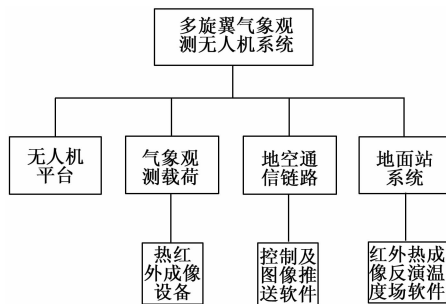 多旋翼气象观
测无人机系统
无人机
平台
气象观
测载荷
地空通
信链路
地面站
系统
热红
外成像
设备
控制及
图像推
送软件
红外热成
像反演温
度场软件